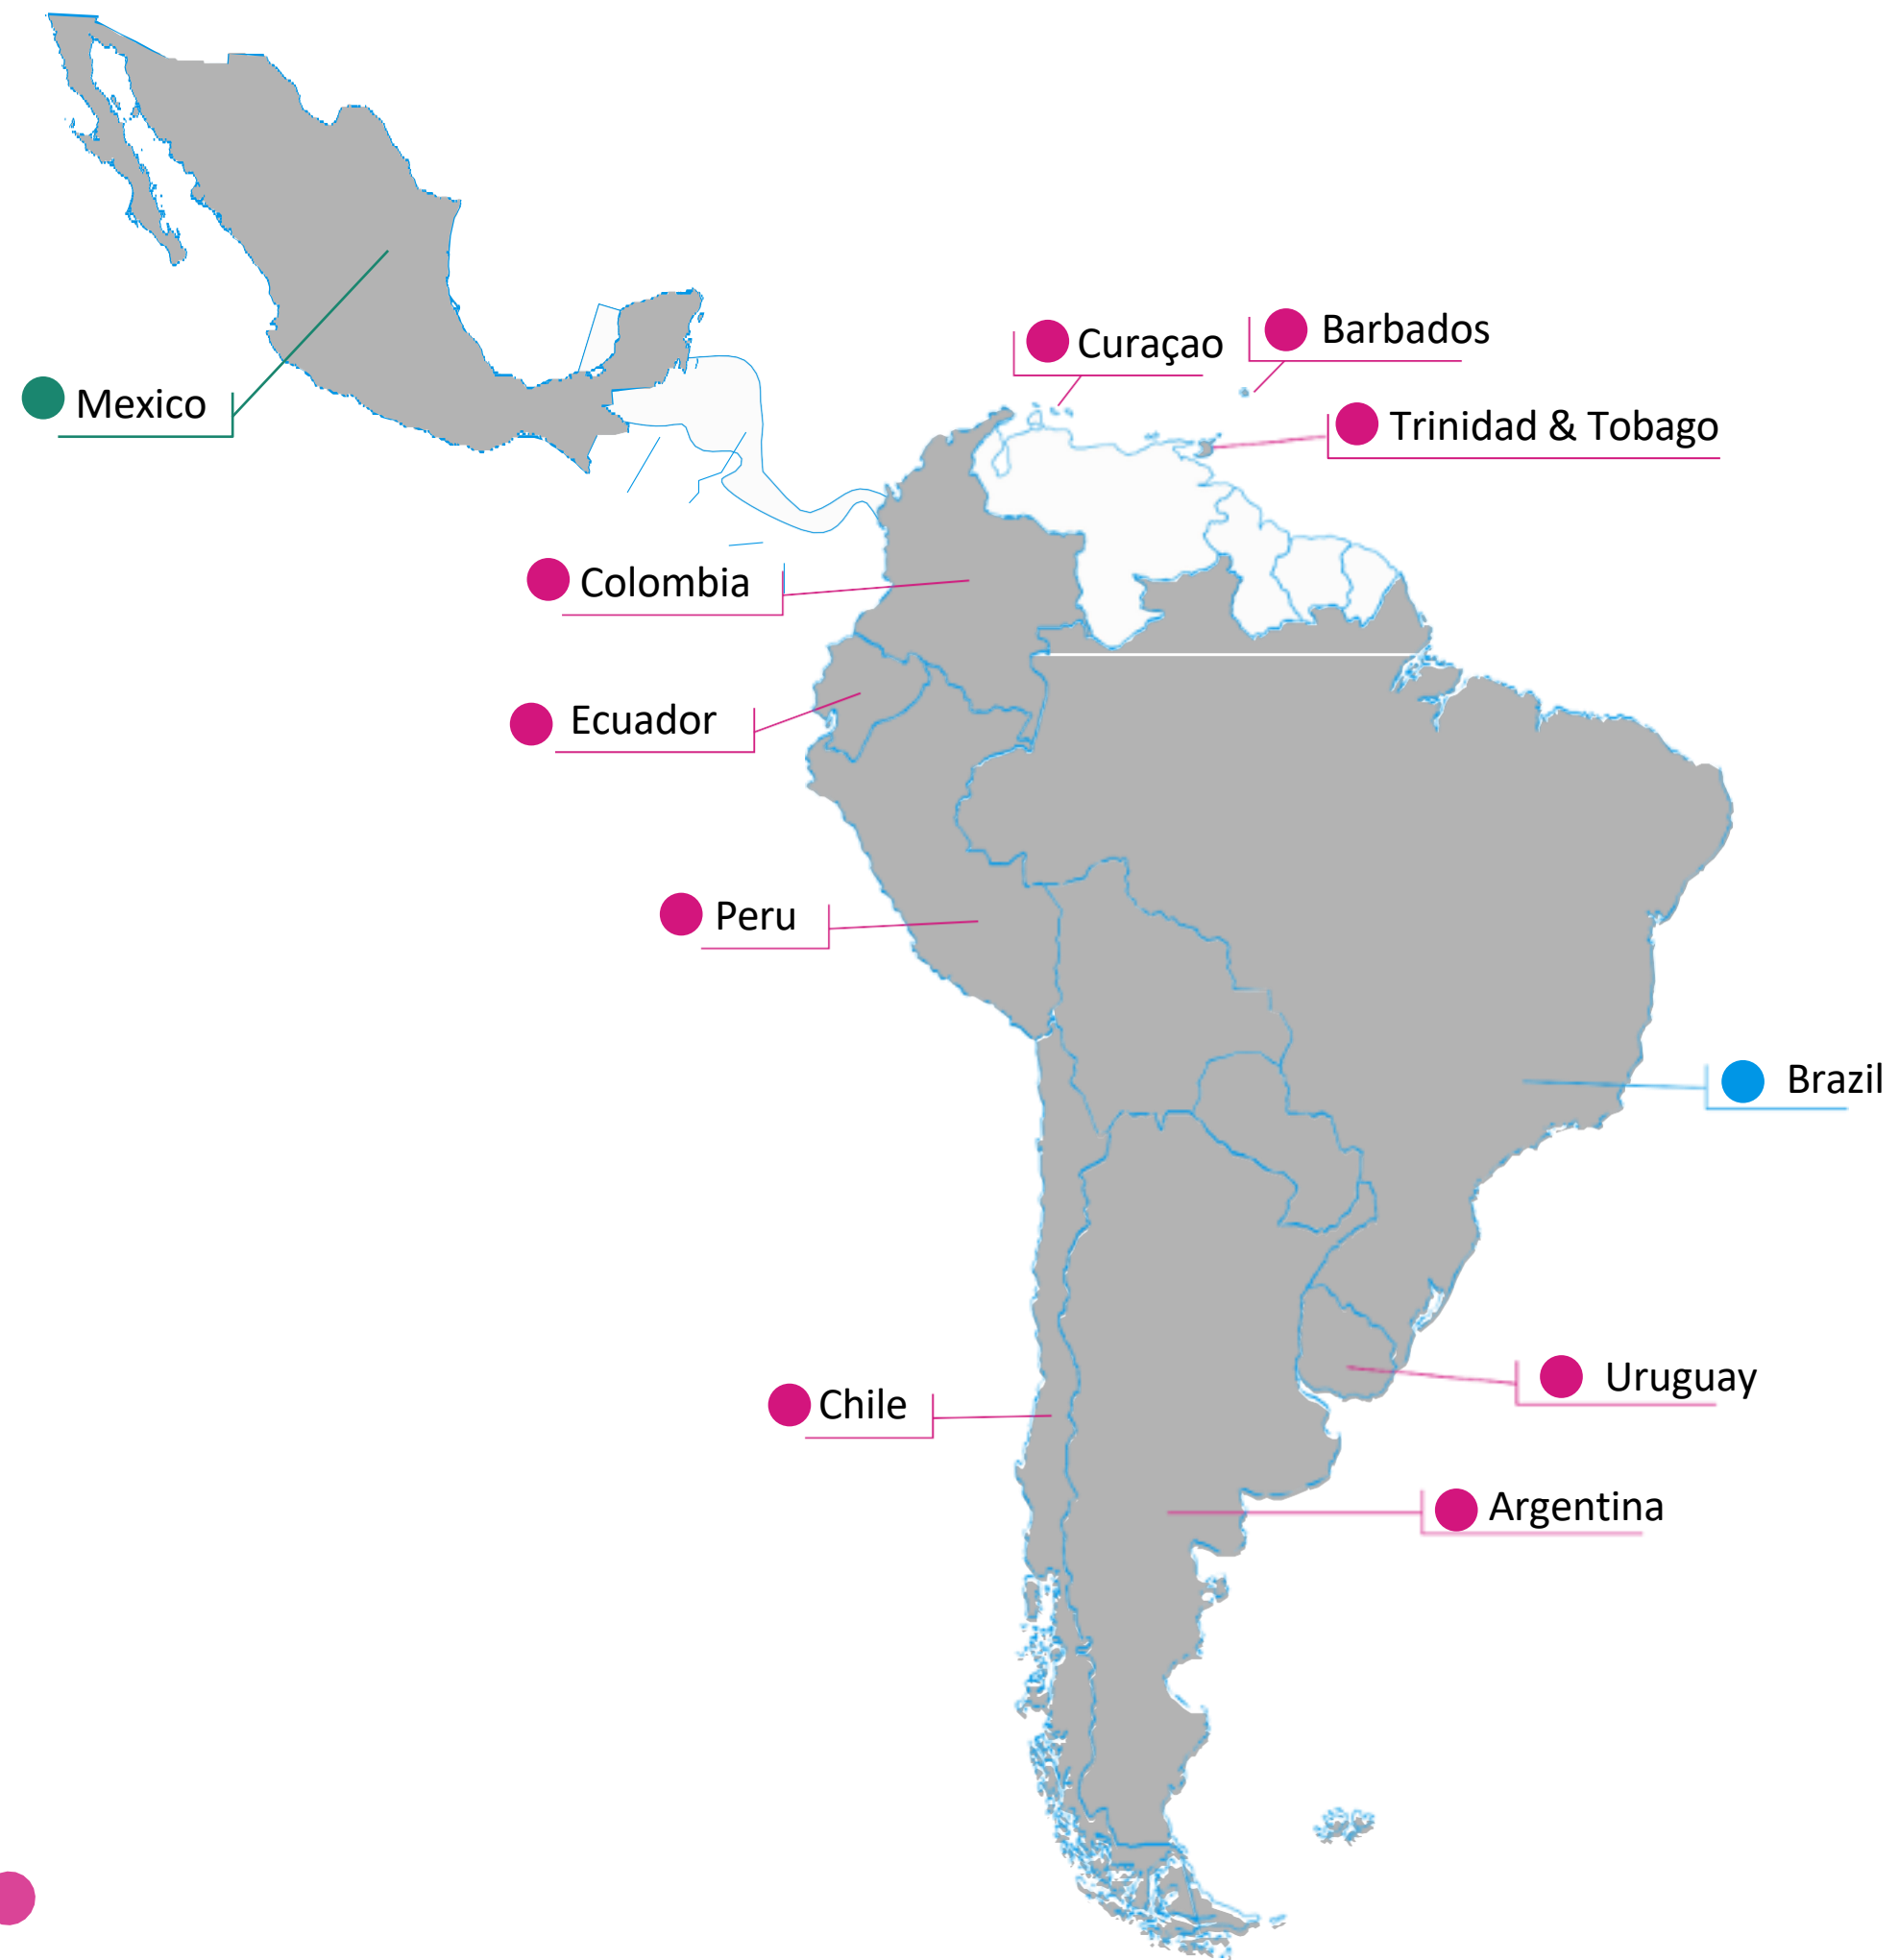 Curaçao
Barbados
Mexico
Trinidad & Tobago
Colombia
Ecuador
Peru
Brazil
Uruguay
Chile
Argentina